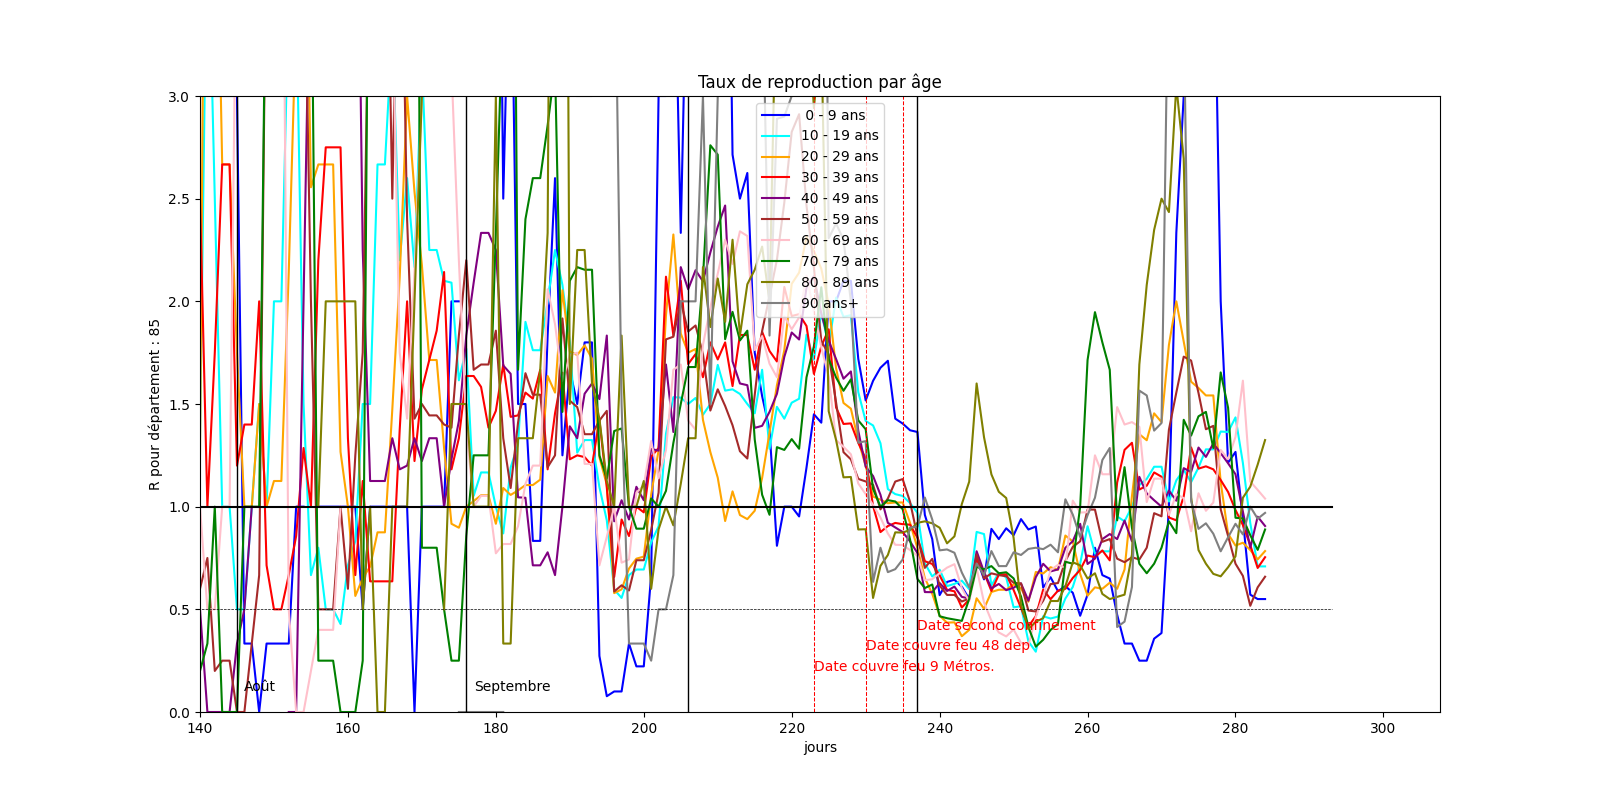 Taux de reproduction par âge
R pour département : 85
3.0
2.5
2.0
1.5
1.0
0.5
0.0
0 - 9 ans
10 - 19 ans
20 - 29 ans
30 - 39 ans
40 - 49 ans
50 - 59 ans
60 - 69 ans
70 - 79 ans
80 - 89 ans
90 ans+
Date second confinement
Date couvre feu 48 dep
Date couvre feu 9 Métros.
Août
Septembre
140 160 180 200 220 240 260 280 300
jours